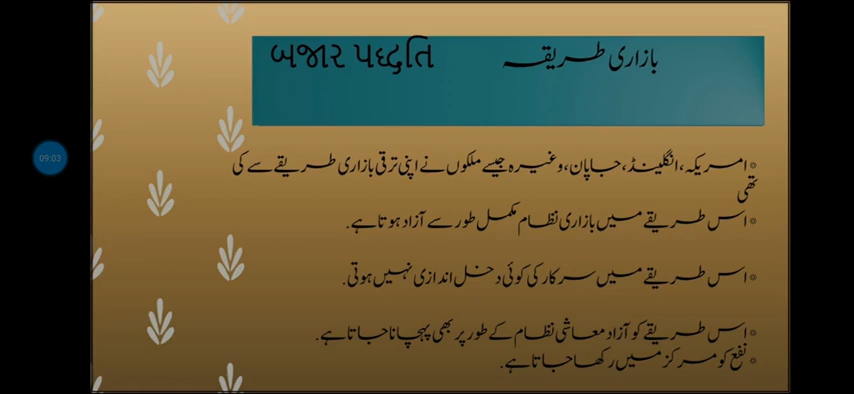 બજાર પદ્ધતિ بازاری طریقہ
09:03
امریکہ، انگلینڈ، جاپان، وغیرہ جیسے ملکوں نے اپنی ترقی بازاری طریقے سے کی
تھی
اس طریقے میں بازاری نظام مکمل طور سے آزاد ہوتا ہے.
اس طریقے میں سرکار کی کوئی دخل اندازی نہیں ہوتی.
اس طریقے کو آزاد معاشی نظام کے طور پر بھی پہچانا جاتا ہے.
نفع کو مرکز میں رکھا جاتا ہے.